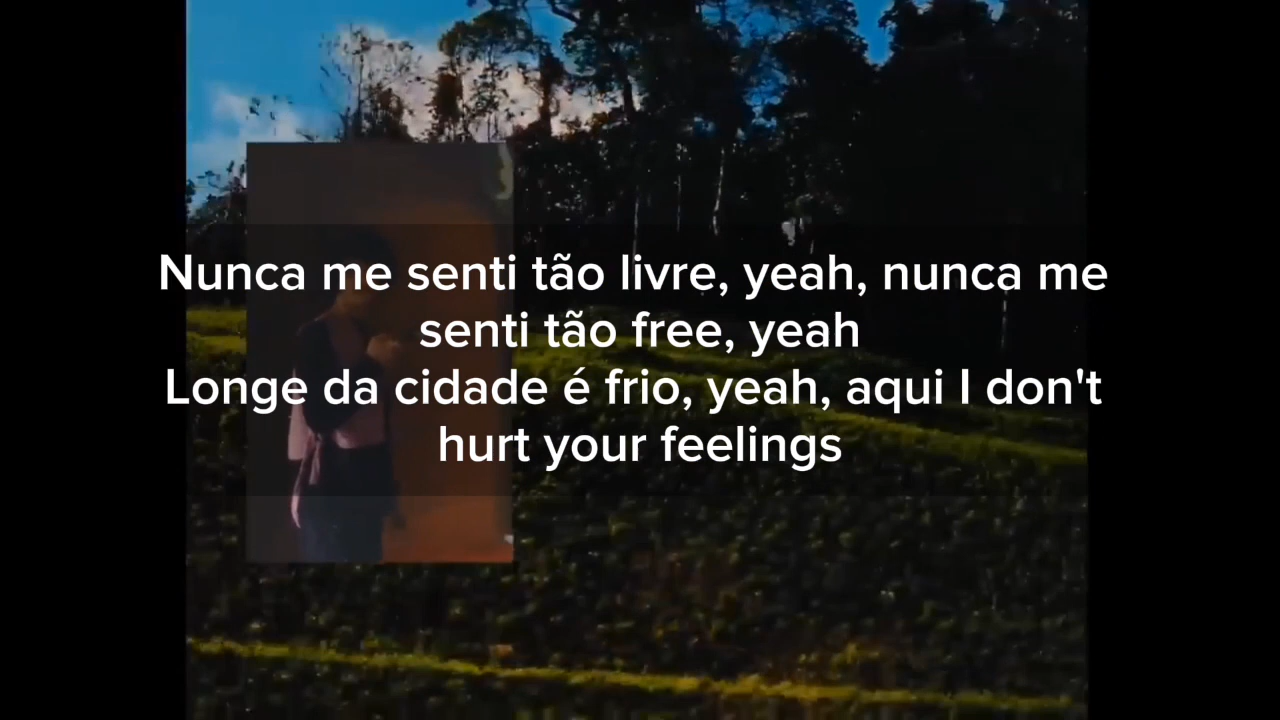 Nunca me senti tão livre, yeah, nunca me
senti tão free, yeah
Longe da cidade é frio, yeah, aqui I don't
hurt your feelings